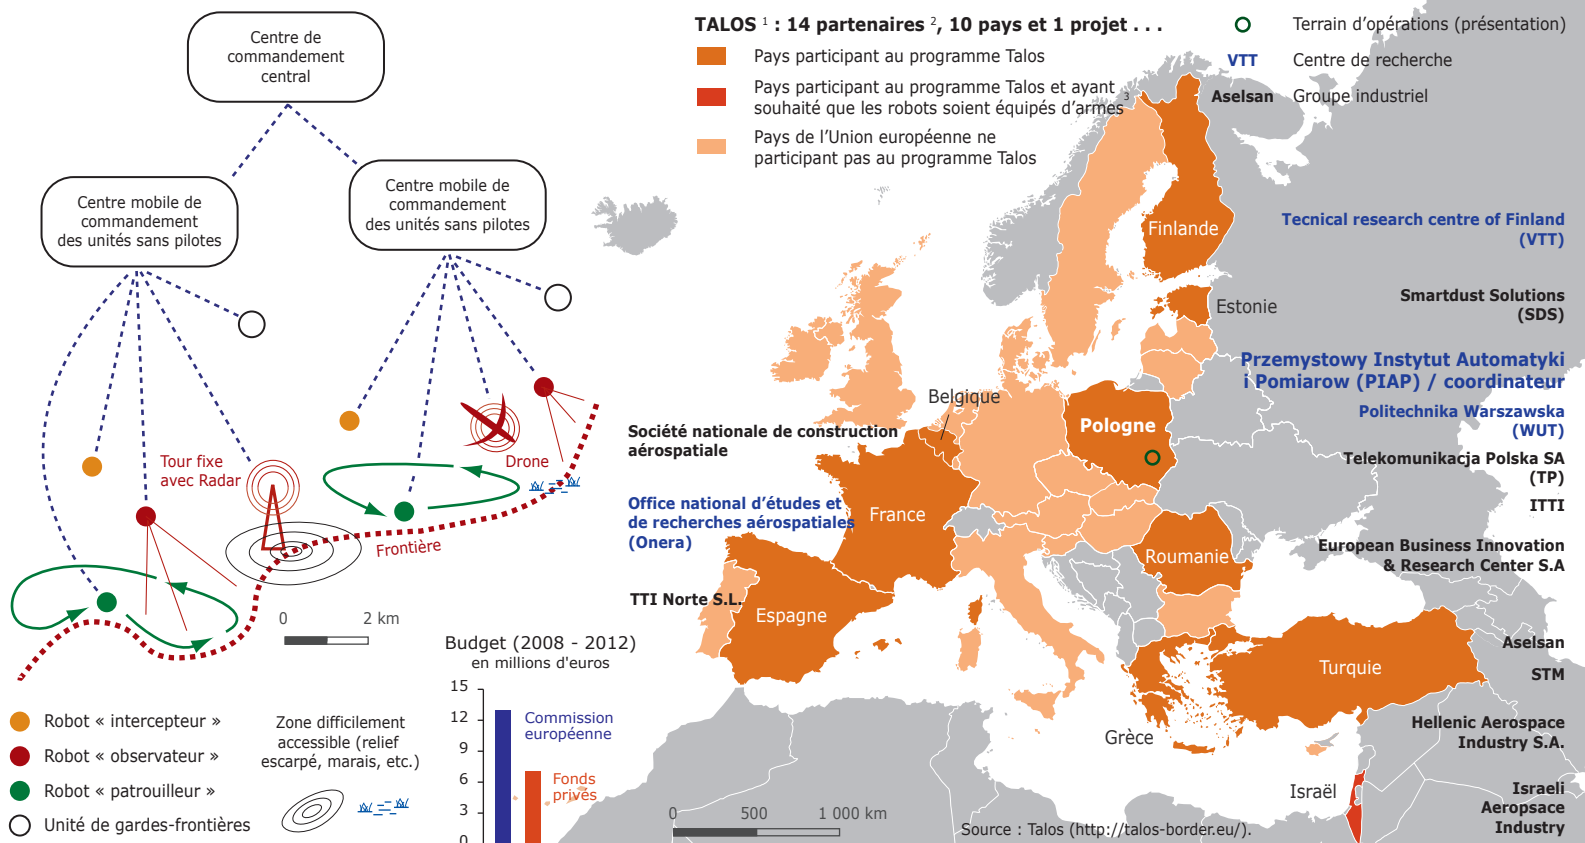 Centre de
commandement
central
Centre mobile de
commandement
des unités sans pilotes
Centre mobile de
commandement
des unités sans pilotes
Tour fixe
avec Radar
Drone
Frontière
0 2 km
Robot « intercepteur »
Robot « observateur »
Robot « patrouilleur »
Unité de gardes-frontières
Zone difficilement
accessible (relief
escarpé, marais, etc.)
Budget (2008 - 2012)
en millions d'euros
15
12
9
6
3
0
Commission
européenne
Fonds
privés
TALOS 1 : 14 partenaires 2, 10 pays et 1 projet . . .
Pays participant au programme Talos
Pays participant au programme Talos et ayant
souhaité que les robots soient équipés d'armes 3
Pays de l'Union européenne ne
participant pas au programme Talos
Terrain d'opérations (présentation)
VTT Centre de recherche
Aselsan Groupe industriel
Finlande
Estonie
Belgique
Pologne
France
Roumanie
Espagne
Turquie
Grèce
Israël
Société nationale de construction
aérospatiale
Office national d'études et
de recherches aérospatiales
(Onera)
TTI Norte S.L.
Tecnical research centre of Finland
(VTT)
Smartdust Solutions
(SDS)
Przemystowy Instytut Automatyki
i Pomiarow (PIAP) / coordinateur
Politechnika Warszawska
(WUT)
Telekomunikacja Polska SA
(TP)
ITTI
European Business Innovation
& Research Center S.A
Aselsan
STM
Hellenic Aerospace
Industry S.A.
Israeli
Aeropsace
Industry
0 500 1 000 km
Source : Talos (http://talos-border.eu/).